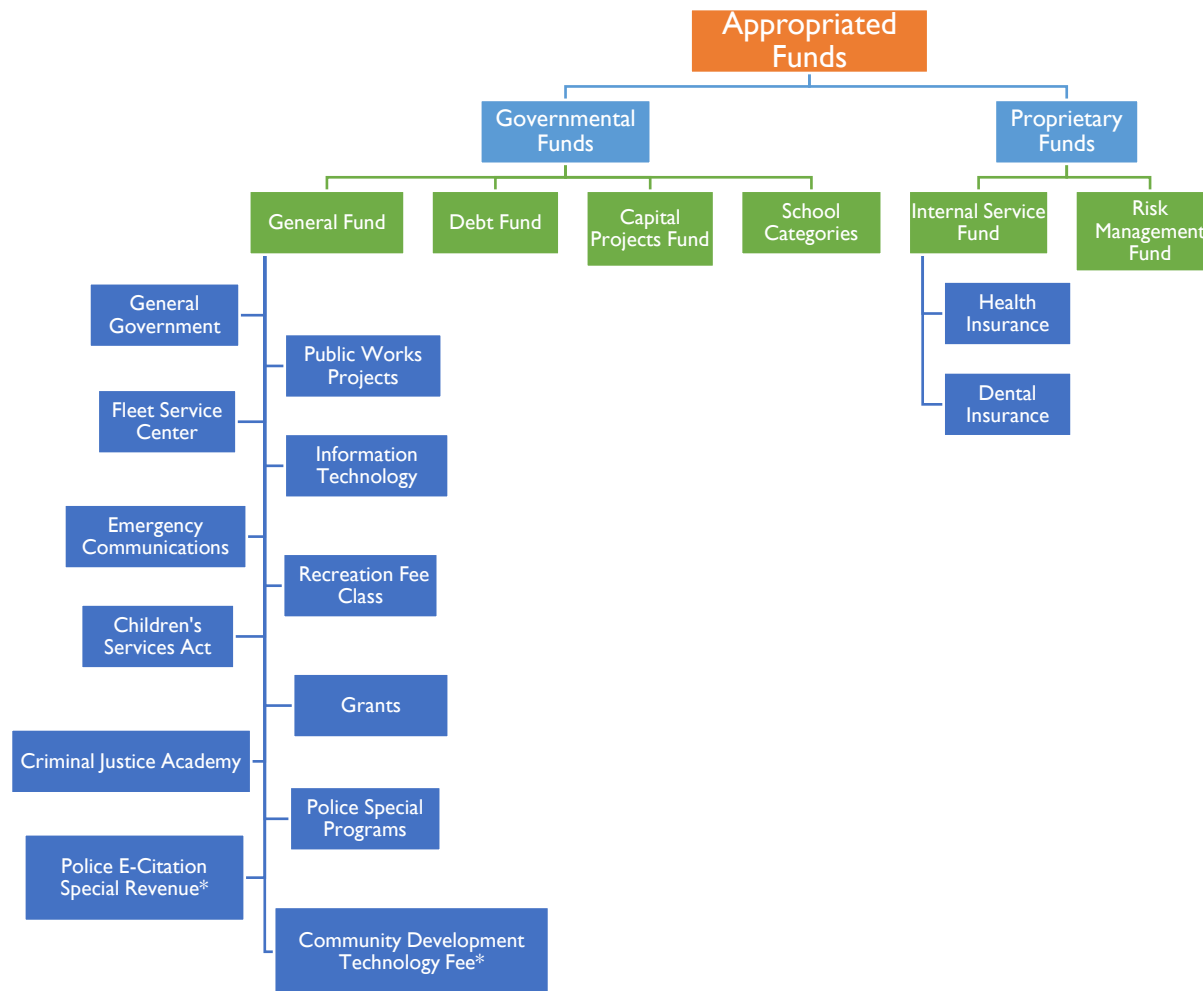 Appropriated
Funds
Governmental
Funds
Proprietary
Funds
General Fund
Debt Fund
Capital
Projects Fund
School
Categories
Internal Service
Fund
Risk
Management
Fund
General
Government
Health
Insurance
Public Works
Projects
Fleet Service
Center
Dental
Insurance
Information
Technology
Emergency
Communications
Recreation Fee
Class
Children's
Services Act
Grants
Criminal Justice Academy
Police Special
Programs
Police E-Citation
Special Revenue*
Community Development
Technology Fee*